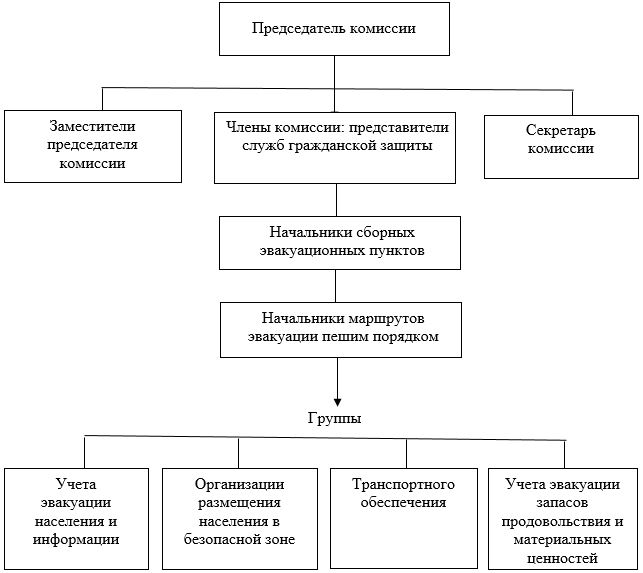 Председатель комиссии
Заместители
председателя
комиссии
Члены комиссии: представители
служб гражданской защиты
Секретарь
комиссии
Начальники сборных
эвакуационных пунктов
Начальники маршрутов
эвакуации пешим порядком
Группы
Учета
эвакуации
населения и
информации
Организации
размещения
населения в
безопасной зоне
Транспортного
обеспечения
Учета эвакуации
запасов
продовольствия и
материальных
ценностей